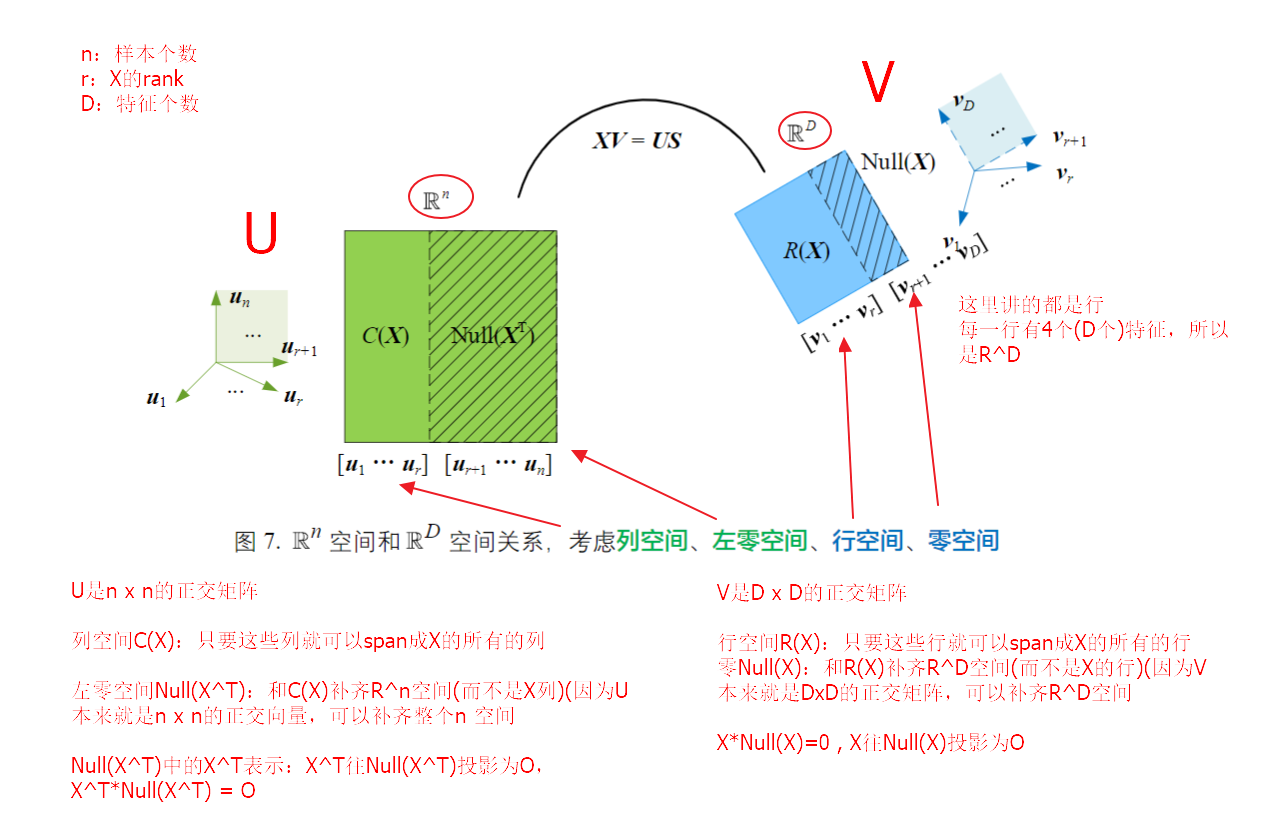 n：样本个数
r：X的rank
D：特征个数
V
v_D
...
v_{r+1}
v_r
...
v_1
ℝ^D
XV = US
Null(X)
ℝ^n
U
R(X)
[v_1 ⋯ v_r] [v_{r+1} ⋯ v_D]
u_n
...
u_{r+1}
u_1
...
u_r
C(X)
Null(X^T)
这里讲的都是行
每一行有4个(D个)特征，所以
是R^D
[u_1 ⋯ u_r] [u_{r+1} ⋯ u_n]
图 7. ℝ^n 空间和 ℝ^D 空间关系，考虑列空间、左零空间、行空间、零空间
U是n x n的正交矩阵
列空间C(X)：只要这些列就可以span成X的所有的列
左零空间Null(X^T)：和C(X)补齐R^n空间(而不是X列)(因为U
本来就是n x n的正交向量，可以补齐整个n 空间
Null(X^T)中的X^T表示：X^T往Null(X^T)投影为O，
X^T*Null(X^T) = O
V是D x D的正交矩阵
行空间R(X)：只要这些行就可以span成X的所有的行
零Null(X)：和R(X)补齐R^D空间(而不是X的行)(因为V
本来就是DxD的正交矩阵，可以补齐R^D空间
X*Null(X)=0 , X往Null(X)投影为O